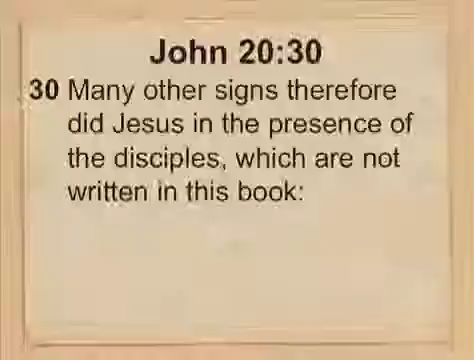 John 20:30
30 Many other signs therefore
did Jesus in the presence of
the disciples, which are not
written in this book: